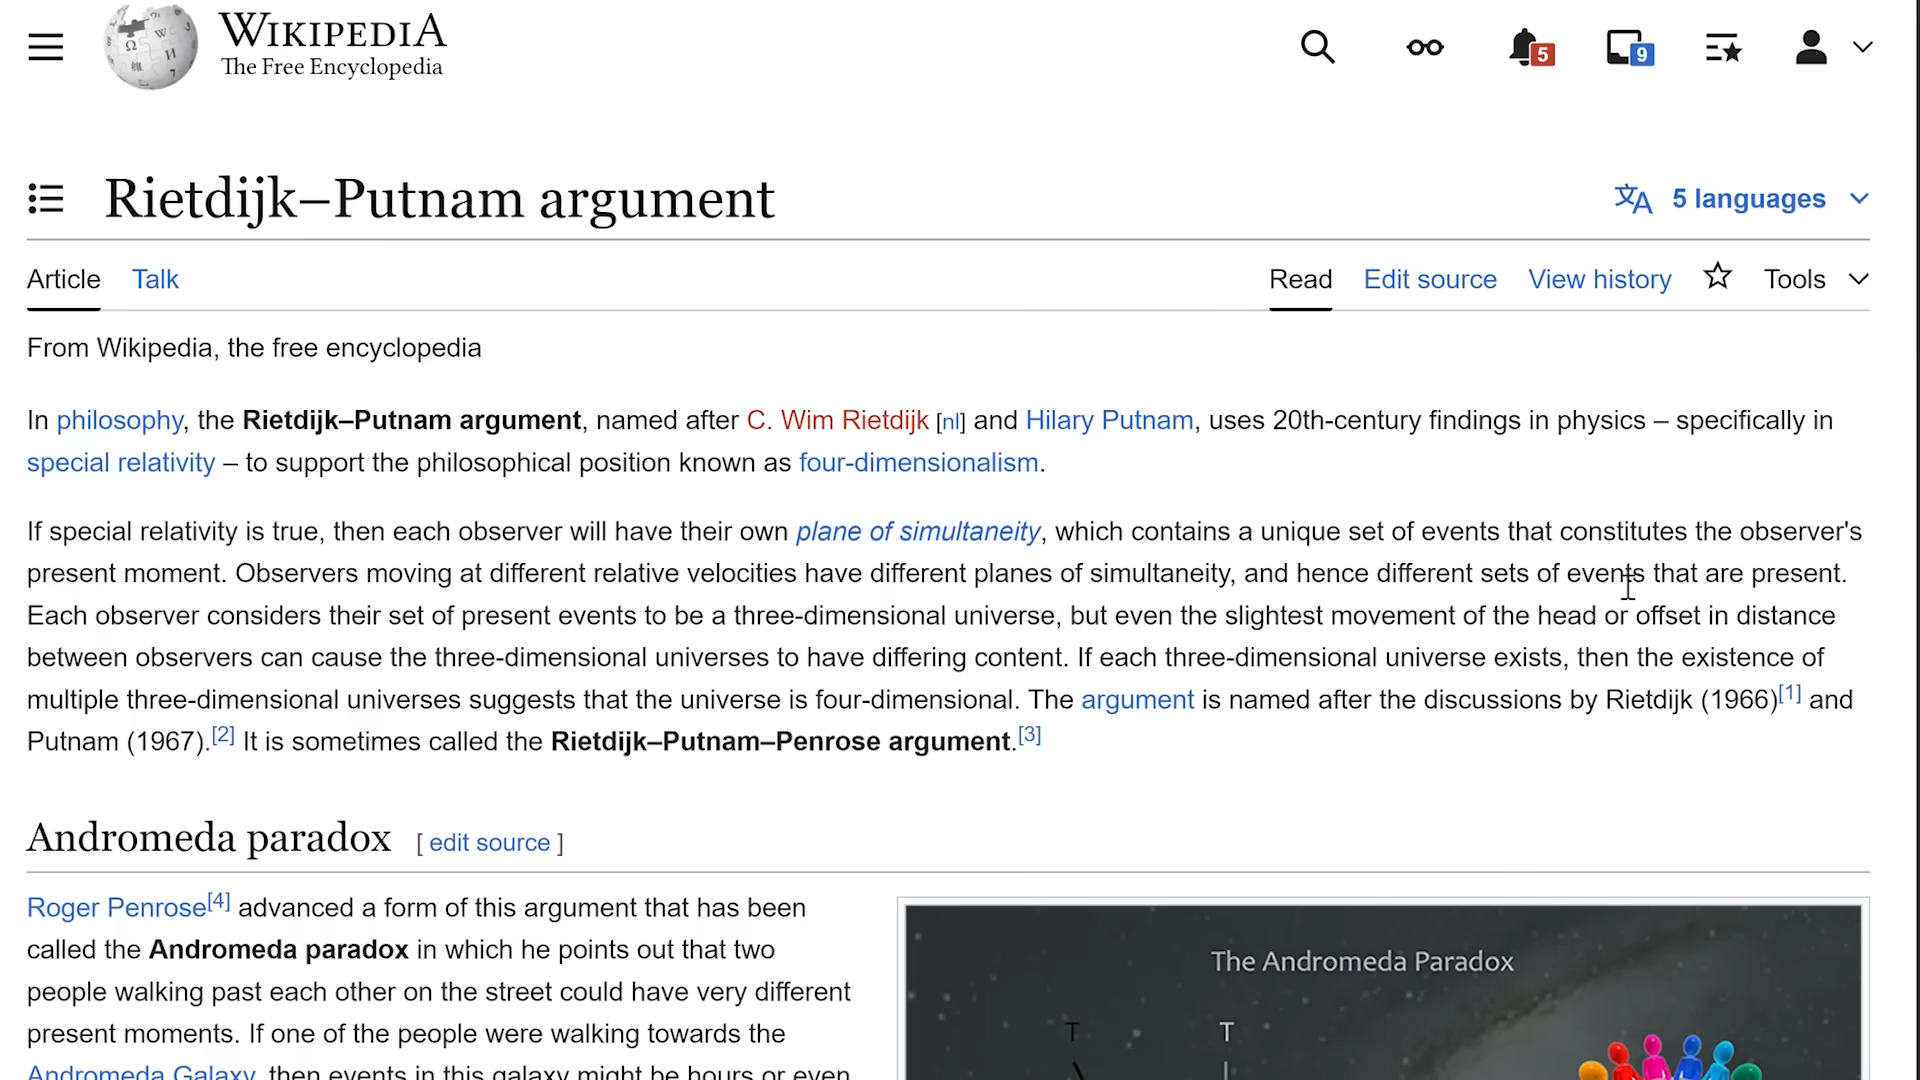 WIKIPEDIA
The Free Encyclopedia
5
9
Rietdijk–Putnam argument
5 languages
Article Talk Read Edit source View history Tools
From Wikipedia, the free encyclopedia
In philosophy, the Rietdijk–Putnam argument, named after C. Wim Rietdijk [nl] and Hilary Putnam, uses 20th-century findings in physics – specifically in
special relativity – to support the philosophical position known as four-dimensionalism.
If special relativity is true, then each observer will have their own plane of simultaneity, which contains a unique set of events that constitutes the observer's
present moment. Observers moving at different relative velocities have different planes of simultaneity, and hence different sets of events that are present.
Each observer considers their set of present events to be a three-dimensional universe, but even the slightest movement of the head or offset in distance
between observers can cause the three-dimensional universes to have differing content. If each three-dimensional universe exists, then the existence of
multiple three-dimensional universes suggests that the universe is four-dimensional. The argument is named after the discussions by Rietdijk (1966)[1] and
Putnam (1967).[2] It is sometimes called the Rietdijk–Putnam–Penrose argument.[3]
Andromeda paradox [ edit source ]
Roger Penrose[4] advanced a form of this argument that has been
called the Andromeda paradox in which he points out that two
people walking past each other on the street could have very different
present moments. If one of the people were walking towards the
Andromeda Galaxy, then events in this galaxy might be hours or even
The Andromeda Paradox
T T